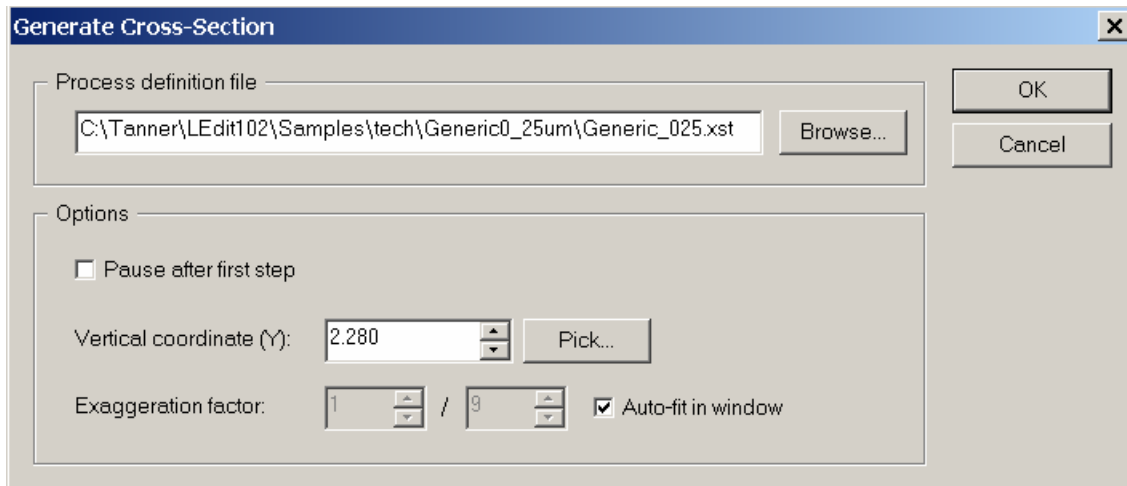 Generate Cross-Section
Process definition file
C:\Tanner\LEdit102\Samples\tech\Generic0_25um\Generic_025.xst
Browse...
OK
Cancel
Options
Pause after first step
Vertical coordinate (Y): 2.280 Pick...
Exaggeration factor: 1 / 9 Auto-fit in window